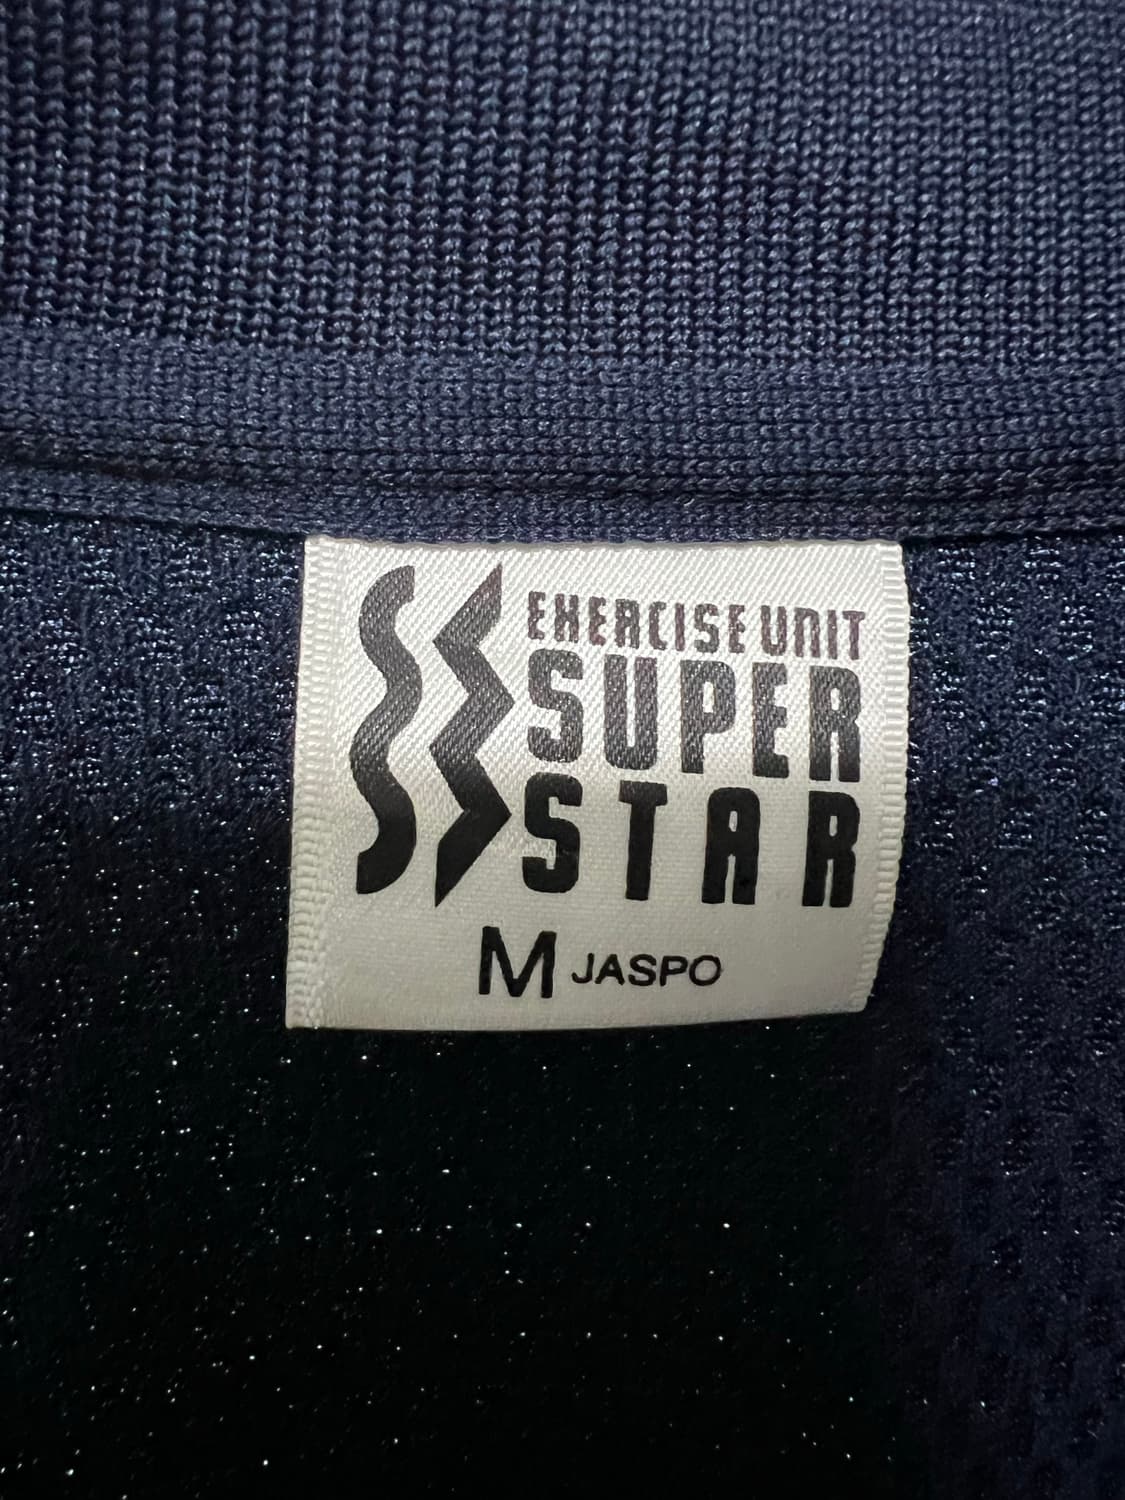 EXERCISE UNIT
SUPER
STAR
M JASPO